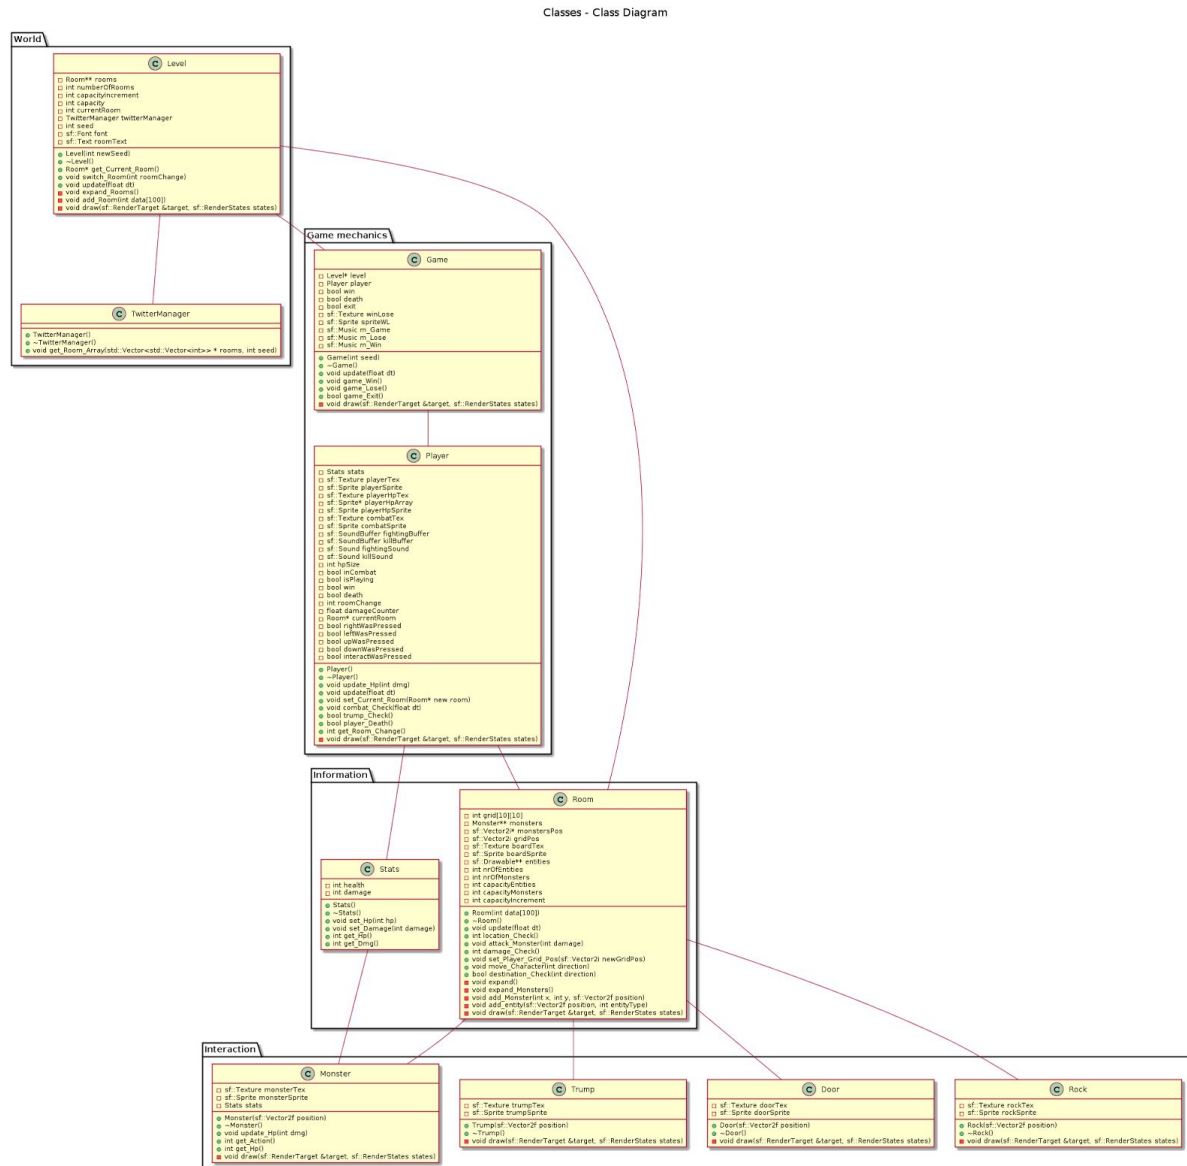 Classes - Class Diagram
World
C Level
Room** rooms
int numberOfRooms
int capacityIncrement
int capacity
int currentRoom
TwitterManager twitterManager
int seed
sf::Font font
sf::Text roomText
Level(int newSeed)
~Level()
Room* get_Current_Room()
void switch_Room(int roomChange)
void update(float dt)
void expand_Rooms()
void add_Room(int data[100])
void draw(sf::RenderTarget &target, sf::RenderStates states)
C TwitterManager
TwitterManager()
~TwitterManager()
void get_Room_Array(std::Vector<std::Vector<int>> * rooms, int seed)
Game mechanics
C Game
Level* level
Player player
bool win
bool death
bool exit
sf::Texture winLose
sf::Sprite spriteWL
sf::Music m_Game
sf::Music m_Lose
sf::Music m_Win
Game(int seed)
~Game()
void update(float dt)
void game_Win()
void game_Lose()
bool game_Exit()
void draw(sf::RenderTarget &target, sf::RenderStates states)
C Player
Stats stats
sf::Texture playerTex
sf::Sprite playerSprite
sf::Texture playerHpTex
sf::Sprite* playerHpArray
sf::Sprite playerHpSprite
sf::Texture combatTex
sf::Sprite combatSprite
sf::SoundBuffer fightingBuffer
sf::SoundBuffer killBuffer
sf::Sound fightingSound
sf::Sound killSound
int hpSize
bool inCombat
bool isPlaying
bool win
bool death
int roomChange
float damageCounter
Room* currentRoom
bool rightWasPressed
bool leftWasPressed
bool upWasPressed
bool downWasPressed
bool interactWasPressed
Player()
~Player()
void update_Hp(int dmg)
void update(float dt)
void set_Current_Room(Room* new room)
void combat_Check(float dt)
bool trump_Check()
bool player_Death()
int get_Room_Change()
void draw(sf::RenderTarget &target, sf::RenderStates states)
Information
C Room
int grid[10][10]
Monster** monsters
sf::Vector2i* monstersPos
sf::Vector2i gridPos
sf::Texture boardTex
sf::Sprite boardSprite
sf::Drawable** entities
int nrOfEntities
int nrOfMonsters
int capacityEntities
int capacityMonsters
int capacityIncrement
Room(int data[100])
~Room()
void update(float dt)
int location_Check()
void attack_Monster(int damage)
int damage_Check()
void set_Player_Grid_Pos(sf::Vector2i newGridPos)
void move_Character(int direction)
bool destination_Check(int direction)
void expand()
void expand_Monsters()
void add_Monster(int x, int y, sf::Vector2f position)
void add_entity(sf::Vector2f position, int entityType)
void draw(sf::RenderTarget &target, sf::RenderStates states)
C Stats
int health
int damage
Stats()
~Stats()
void set_Hp(int hp)
void set_Damage(int damage)
int get_Hp()
int get_Dmg()
Interaction
C Monster
sf::Texture monsterTex
sf::Sprite monsterSprite
Stats stats
Monster(sf::Vector2f position)
~Monster()
void update_Hp(int dmg)
int get_Action()
int get_Hp()
void draw(sf::RenderTarget &target, sf::RenderStates states)
C Trump
sf::Texture trumpTex
sf::Sprite trumpSprite
Trump(sf::Vector2f position)
~Trump()
void draw(sf::RenderTarget &target, sf::RenderStates states)
C Door
sf::Texture doorTex
sf::Sprite doorSprite
Door(sf::Vector2f position)
~Door()
void draw(sf::RenderTarget &target, sf::RenderStates states)
C Rock
sf::Texture rockTex
sf::Sprite rockSprite
Rock(sf::Vector2f position)
~Rock()
void draw(sf::RenderTarget &target, sf::RenderStates states)